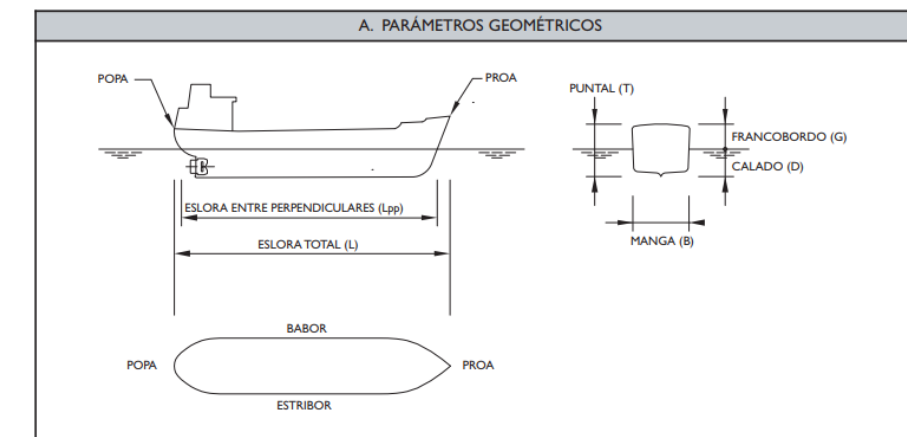 A. PARÁMETROS GEOMÉTRICOS
POPA
PROA
PUNTAL (T)
FRANCOBORDO (G)
CALADO (D)
ESLORA ENTRE PERPENDICULARES (Lpp)
MANGA (B)
ESLORA TOTAL (L)
BABOR
POPA
PROA
ESTRIBOR